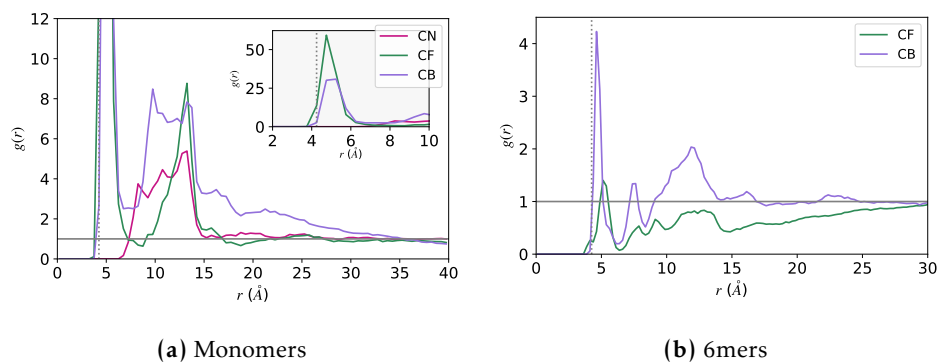 12
10
8
6
4
2
0
g(r)
0 5 10 15 20 25 30 35 40
r (Å)
50
25
0
g(r)
2 4 6 8 10
r (Å)
CN
CF
CB
4
3
2
1
0
g(r)
0 5 10 15 20 25 30
r (Å)
CF
CB
(a) Monomers
(b) 6mers